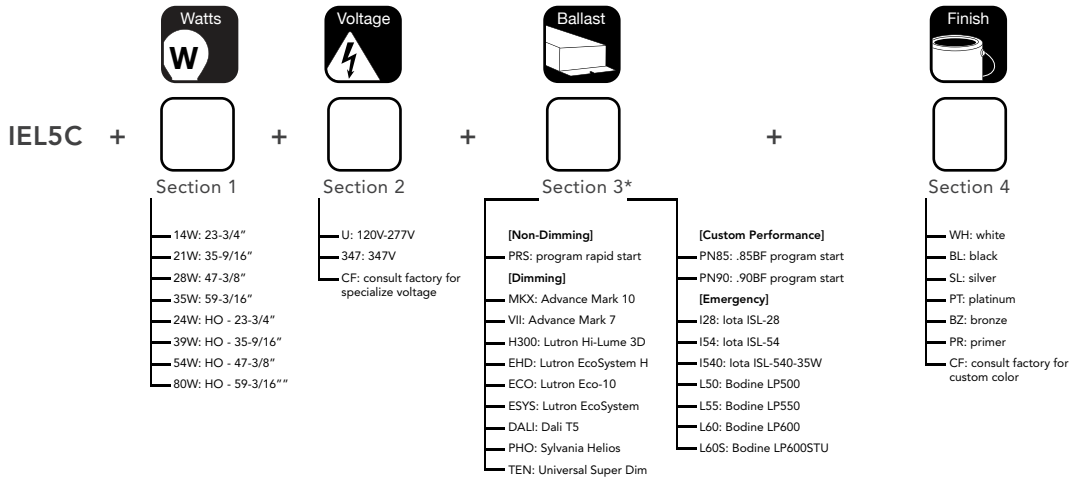 Watts
W
Voltage
Ballast
Finish
IEL5C + + + +
Section 1
14W: 23-3/4”
21W: 35-9/16”
28W: 47-3/8”
35W: 59-3/16”
24W: HO - 23-3/4”
39W: HO - 35-9/16”
54W: HO - 47-3/8”
80W: HO - 59-3/16””
Section 2
U: 120V-277V
347: 347V
CF: consult factory for
specialize voltage
Section 3*
[Non-Dimming]
PRS: program rapid start
[Dimming]
MKX: Advance Mark 10
VII: Advance Mark 7
H300: Lutron Hi-Lume 3D
EHD: Lutron EcoSystem H
ECO: Lutron Eco-10
ESYS: Lutron EcoSystem
DALI: Dali T5
PHO: Sylvania Helios
TEN: Universal Super Dim
[Custom Performance]
PN85: .85BF program start
PN90: .90BF program start
[Emergency]
I28: Iota ISL-28
I54: Iota ISL-54
I540: Iota ISL-540-35W
L50: Bodine LP500
L55: Bodine LP550
L60: Bodine LP600
L60S: Bodine LP600STU
Section 4
WH: white
BL: black
SL: silver
PT: platinum
BZ: bronze
PR: primer
CF: consult factory for
custom color